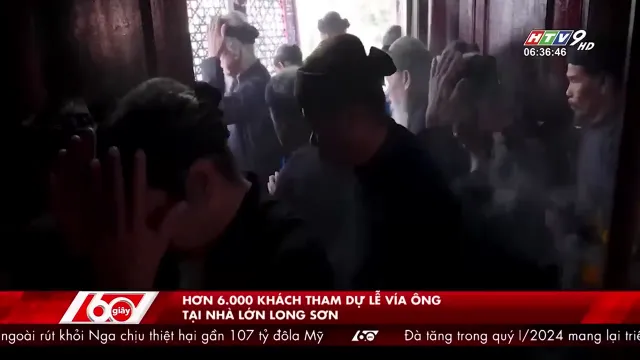 HTV9 HD
06:36:46
60 giây
HƠN 6.000 KHÁCH THAM DỰ LỄ VÍA ÔNG
TẠI NHÀ LỚN LONG SƠN
ngoài rút khỏi Nga chịu thiệt hại gần 107 tỷ đôla Mỹ 60 Đà tăng trong quý I/2024 mang lại triệ